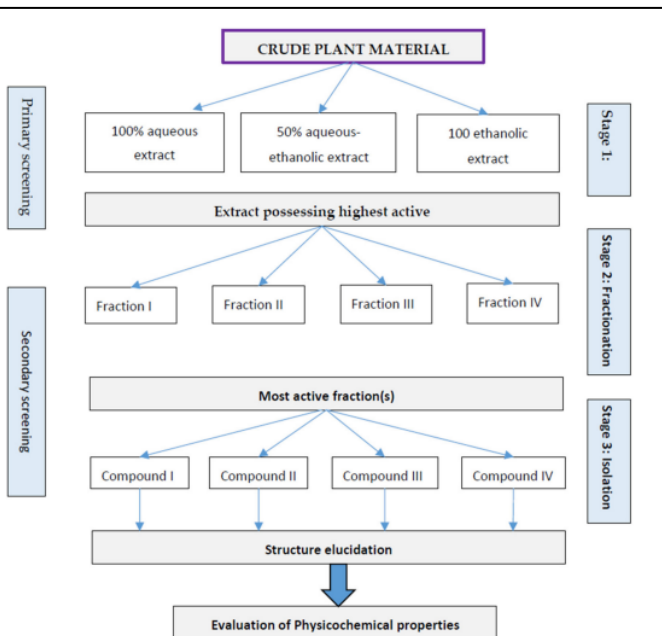 CRUDE PLANT MATERIAL
Primary screening
100% aqueous
extract
50% aqueous-
ethanolic extract
100 ethanolic
extract
Stage 1:
Extract possessing highest active
Fraction I
Fraction II
Fraction III
Fraction IV
Stage 2: Fractionation
Secondary screening
Most active fraction(s)
Compound I
Compound II
Compound III
Compound IV
Stage 3: Isolation
Structure elucidation
Evaluation of Physicochemical properties